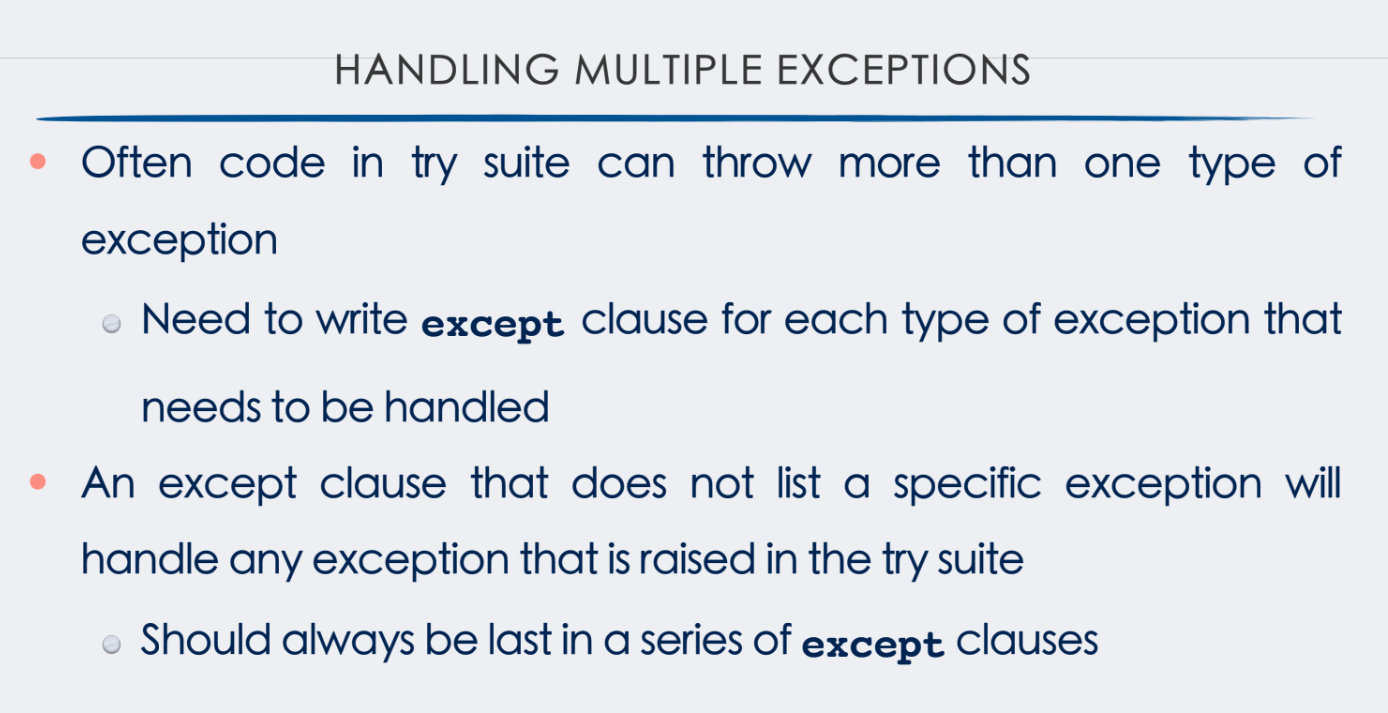 HANDLING MULTIPLE EXCEPTIONS
Often code in try suite can throw more than one type of
exception
Need to write except clause for each type of exception that
needs to be handled
An except clause that does not list a specific exception will
handle any exception that is raised in the try suite
Should always be last in a series of except clauses